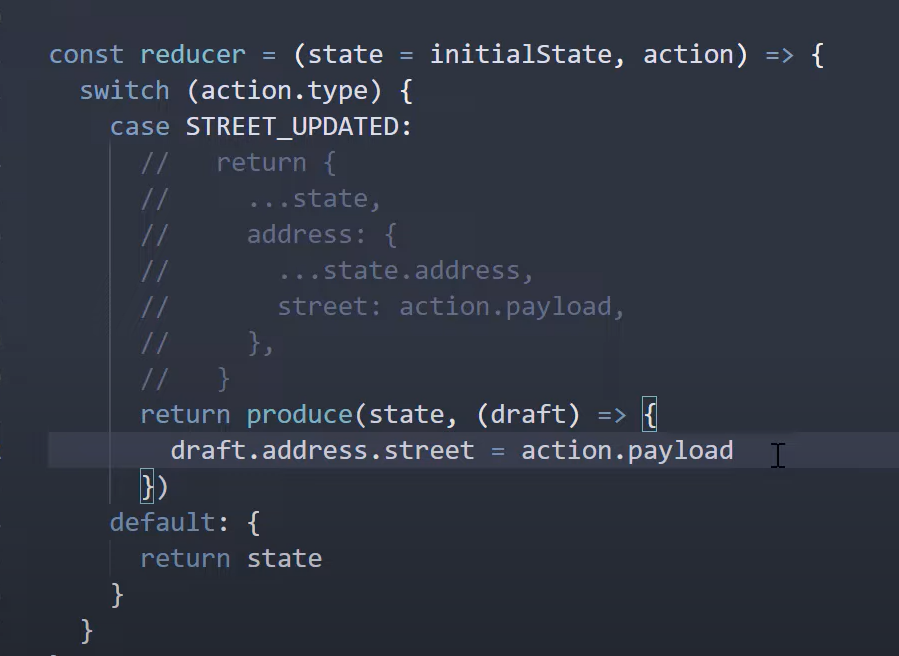 const reducer = (state = initialState, action) => {
  switch (action.type) {
    case STREET_UPDATED:
      //   return {
      //     ...state,
      //     address: {
      //       ...state.address,
      //       street: action.payload,
      //     },
      //   }
      return produce(state, (draft) => {
        draft.address.street = action.payload
      })
    default: {
      return state
    }
  }